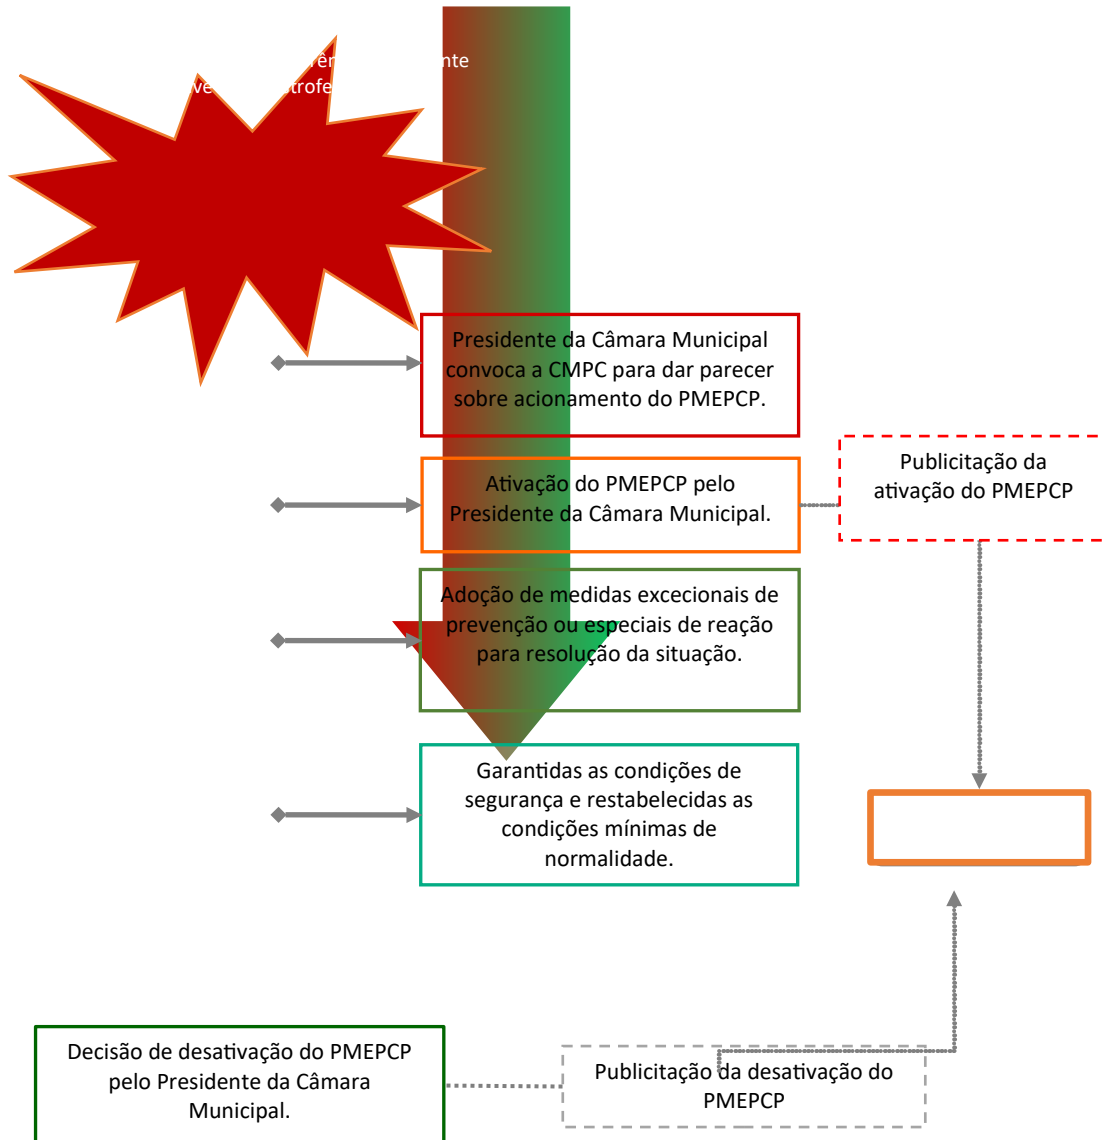 Presidente da Câmara Municipal
convoca a CMPC para dar parecer
sobre acionamento do PMEPCP.
Publicitação da
ativação do PMEPCP
Ativação do PMEPCP pelo
Presidente da Câmara Municipal.
Adoção de medidas excecionais de
prevenção ou especiais de reação
para resolução da situação.
Garantidas as condições de
segurança e restabelecidas as
condições mínimas de
normalidade.
Decisão de desativação do PMEPCP
pelo Presidente da Câmara
Municipal.
Publicitação da desativação do
PMEPCP